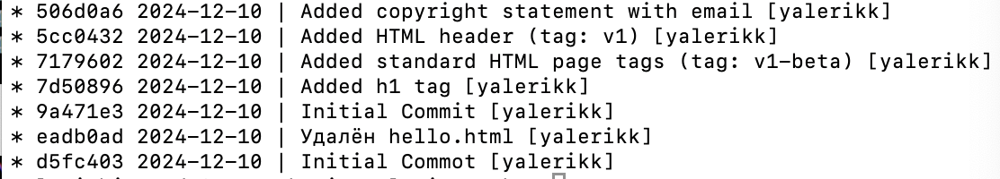 * 506d0a6 2024-12-10 | Added copyright statement with email [yalerikk]
* 5cc0432 2024-12-10 | Added HTML header (tag: v1) [yalerikk]
* 7179602 2024-12-10 | Added standard HTML page tags (tag: v1-beta) [yalerikk]
* 7d50896 2024-12-10 | Added h1 tag [yalerikk]
* 9a471e3 2024-12-10 | Initial Commit [yalerikk]
* eadb0ad 2024-12-10 | Удалён hello.html [yalerikk]
* d5fc403 2024-12-10 | Initial Commot [yalerikk]